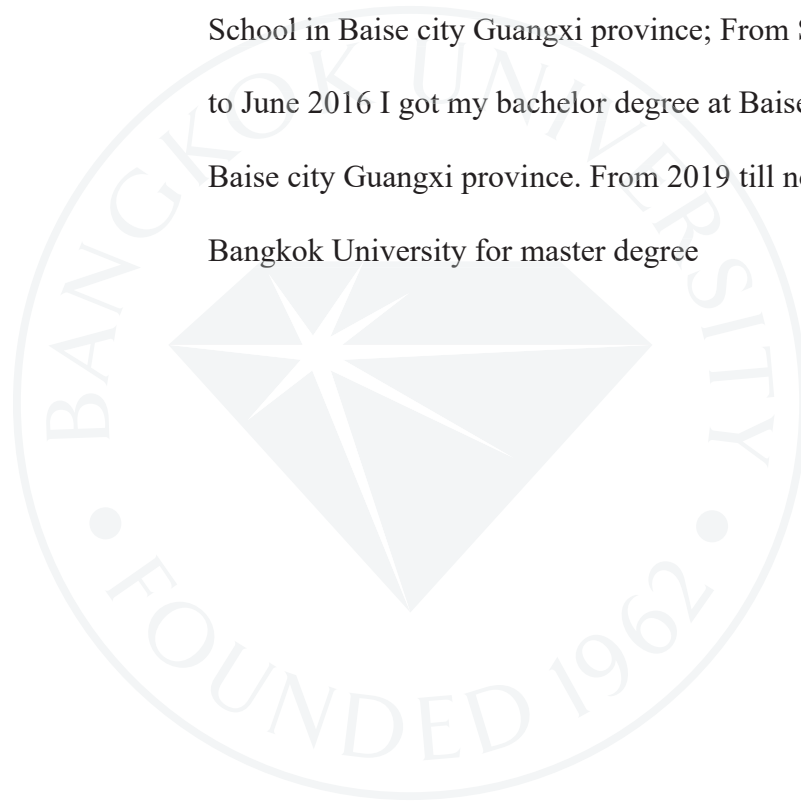 School in Baise city Guangxi province; From
to June 2016 I got my bachelor degree at Baise
Baise city Guangxi province. From 2019 till
Bangkok University for master degree
BANGKOK UNIVERSITY
FOUNDED 1962